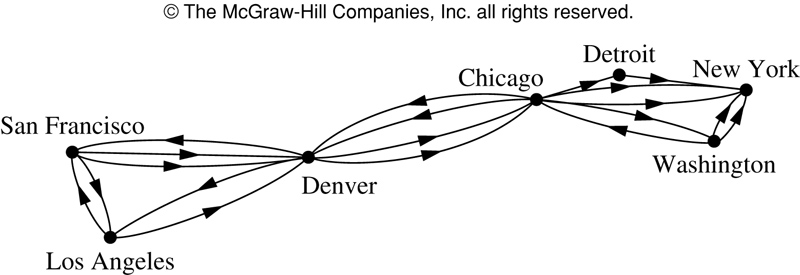 © The McGraw-Hill Companies, Inc. all rights reserved.
Detroit
Chicago
New York
San Francisco
Washington
Denver
Los Angeles